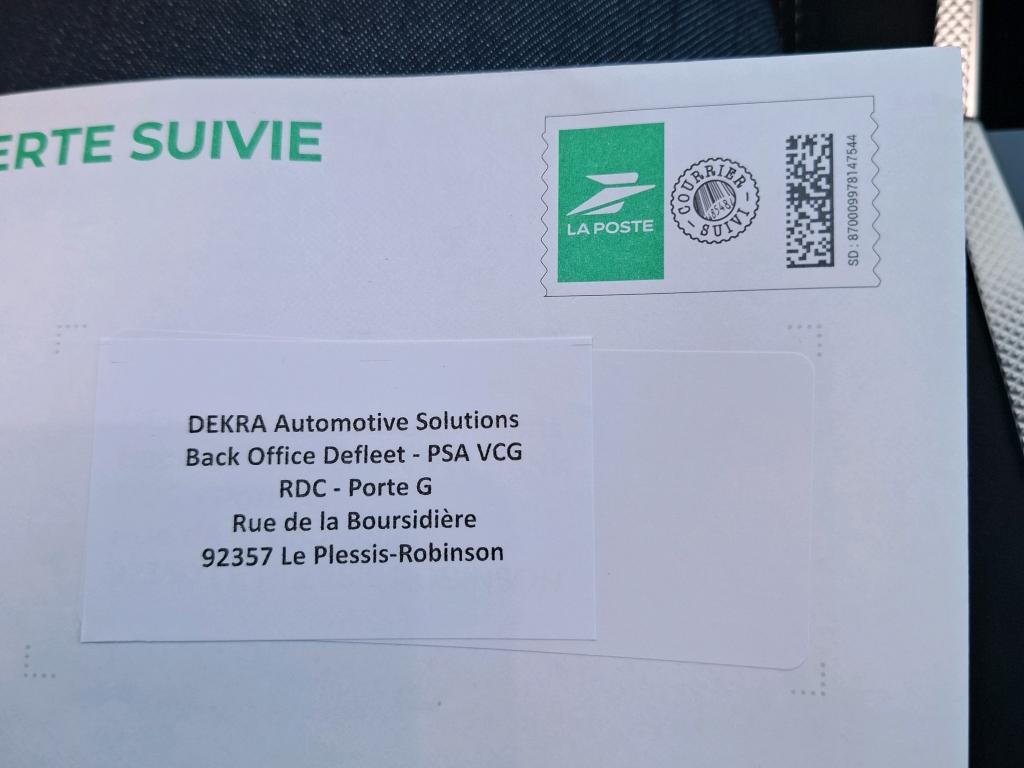 ERTE SUIVIE
LA POSTE
COURRIER
SUIVI
SD : 870009978147544
DEKRA Automotive Solutions
Back Office Defleet - PSA VCG
RDC - Porte G
Rue de la Boursidière
92357 Le Plessis-Robinson